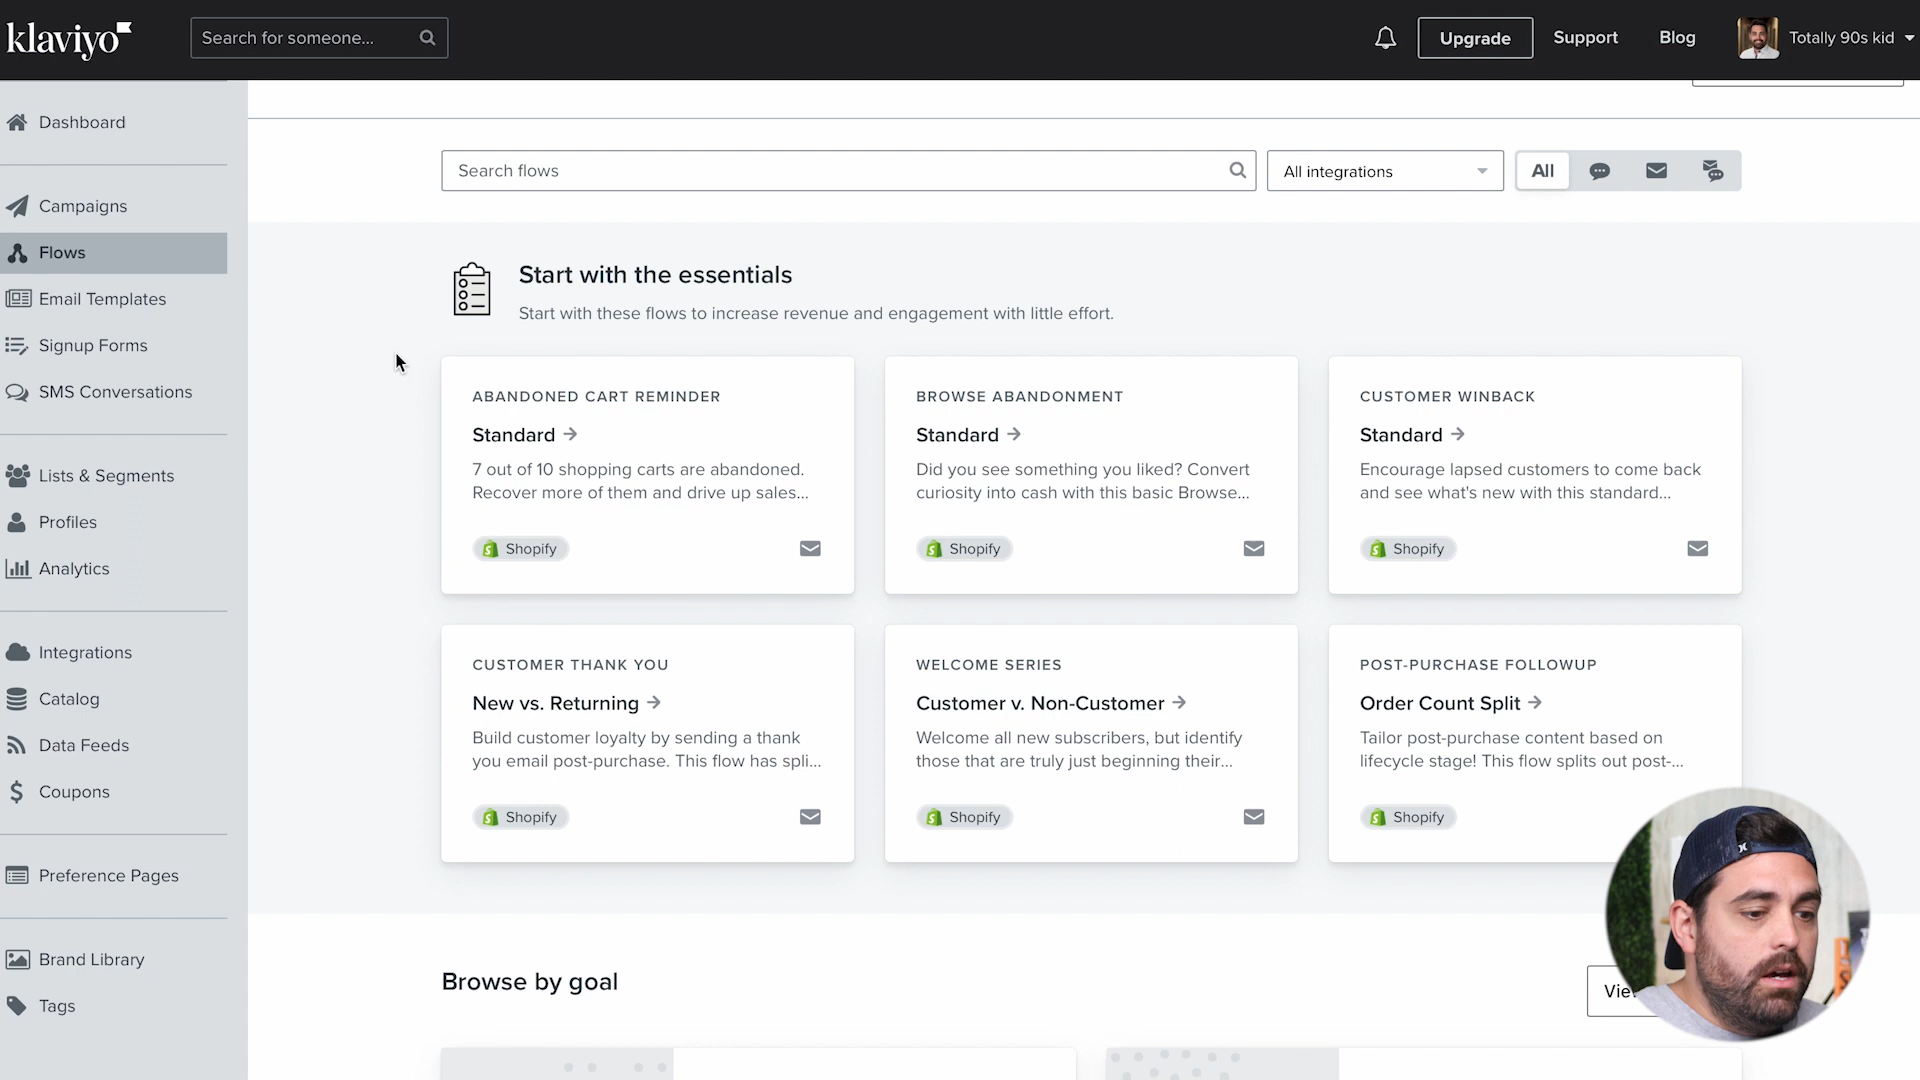 klaviyo
Search for someone...
Upgrade
Support
Blog
Totally 90s kid
Dashboard
Campaigns
Flows
Email Templates
Signup Forms
SMS Conversations
Lists & Segments
Profiles
Analytics
Integrations
Catalog
Data Feeds
Coupons
Preference Pages
Brand Library
Tags
Search flows
All integrations
All
Start with the essentials
Start with these flows to increase revenue and engagement with little effort.
ABANDONED CART REMINDER
Standard →
7 out of 10 shopping carts are abandoned.
Recover more of them and drive up sales...
Shopify
BROWSE ABANDONMENT
Standard →
Did you see something you liked? Convert
curiosity into cash with this basic Browse...
Shopify
CUSTOMER WINBACK
Standard →
Encourage lapsed customers to come back
and see what's new with this standard...
Shopify
CUSTOMER THANK YOU
New vs. Returning →
Build customer loyalty by sending a thank
you email post-purchase. This flow has spli...
Shopify
WELCOME SERIES
Customer v. Non-Customer →
Welcome all new subscribers, but identify
those that are truly just beginning their...
Shopify
POST-PURCHASE FOLLOWUP
Order Count Split →
Tailor post-purchase content based on
lifecycle stage! This flow splits out post-...
Shopify
Browse by goal